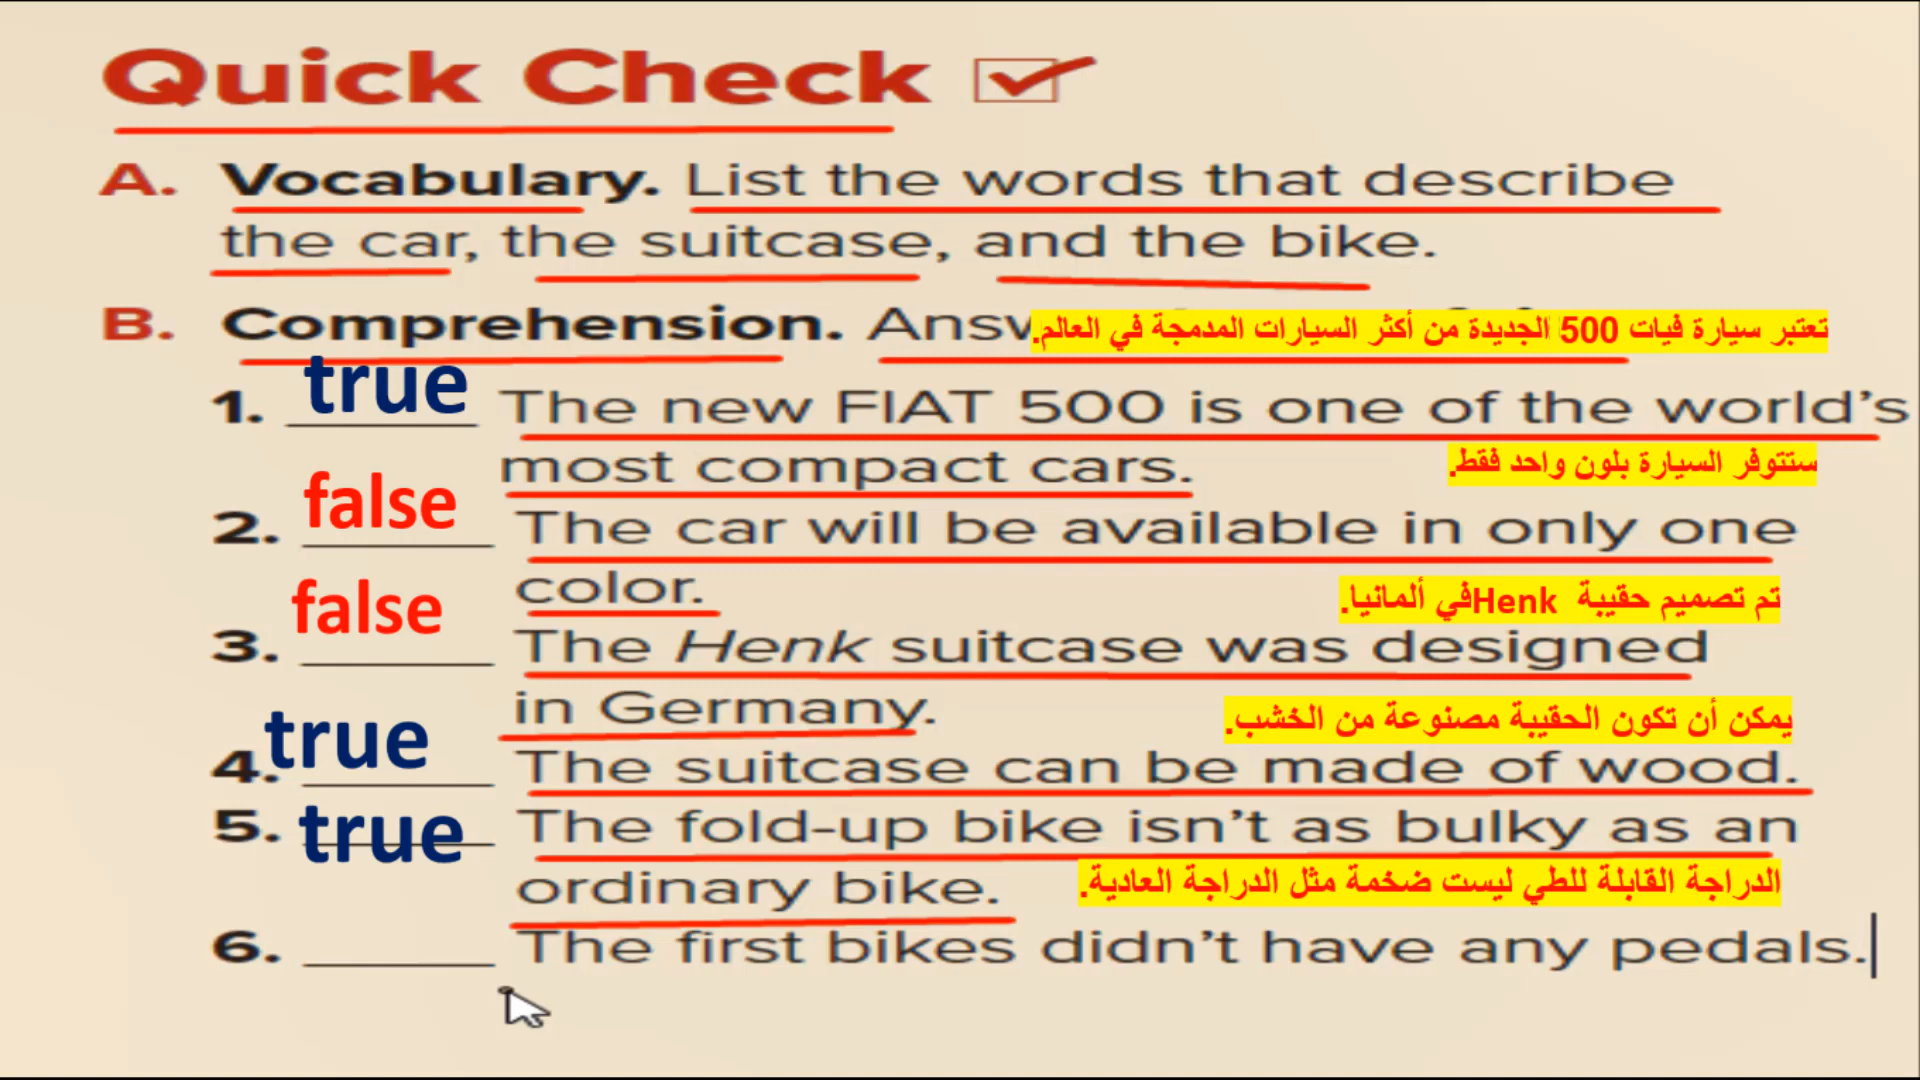 Quick Check
A. Vocabulary. List the words that describe
the car, the suitcase, and the bike.
B. Comprehension.
تعتبر سيارة فيات 500 الجديدة من أكثر السيارات المدمجة في العالم.
1. true The new FIAT 500 is one of the world's
most compact cars.
ستتوفر السيارة بلون واحد فقط.
2. false The car will be available in only one
color.
تم تصميم حقيبة Henk في ألمانيا.
3. false The Henk suitcase was designed
in Germany.
يمكن أن تكون الحقيبة مصنوعة من الخشب.
4. true The suitcase can be made of wood.
5. true The fold-up bike isn't as bulky as an
ordinary bike.
الدراجة القابلة للطي ليست ضخمة مثل الدراجة العادية.
6. The first bikes didn't have any pedals.